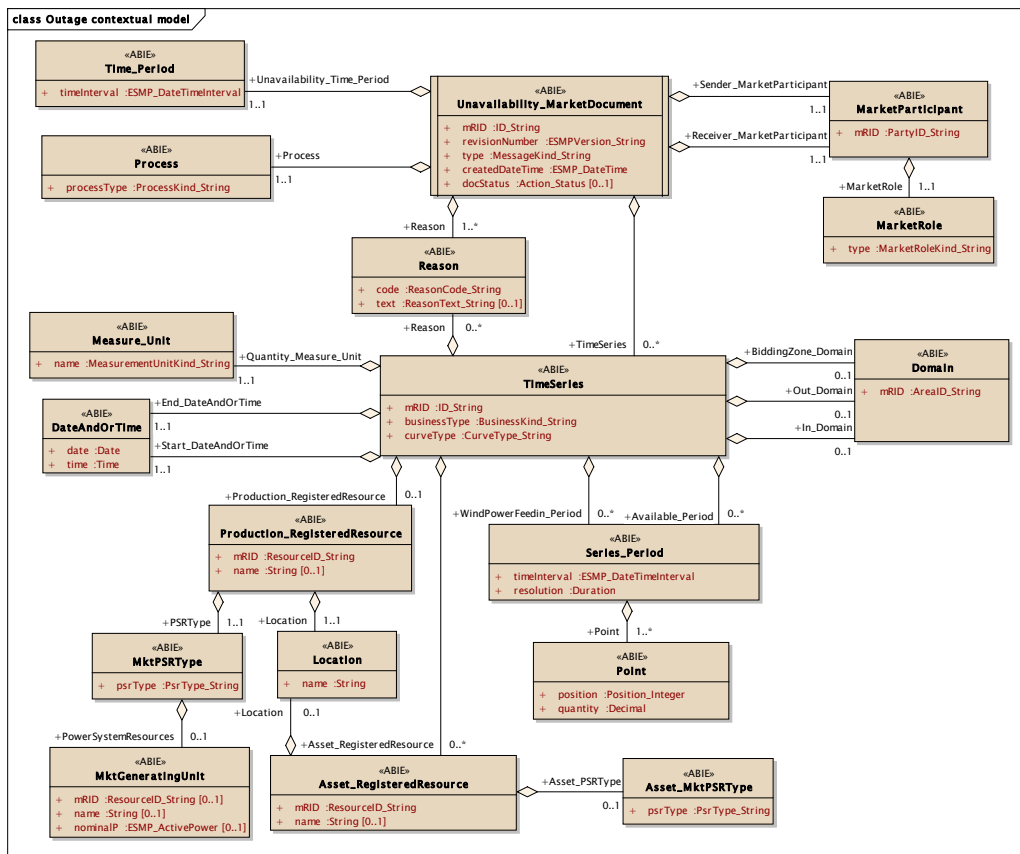 class Outage contextual model
«ABIE»
Time_Period
+ timeInterval :ESMP_DateTimeInterval
+Unavailability_Time_Period
1..1
«ABIE»
Unavailability_MarketDocument
+ mRID :ID_String
+ revisionNumber :ESMPVersion_String
+ type :MessageKind_String
+ createdDateTime :ESMP_DateTime
+ docStatus :Action_Status [0..1]
+Sender_MarketParticipant
1..1
+Receiver_MarketParticipant
1..1
«ABIE»
MarketParticipant
+ mRID :PartyID_String
«ABIE»
Process
+ processType :ProcessKind_String
+Process
1..1
+MarketRole
1..1
«ABIE»
MarketRole
+ type :MarketRoleKind_String
+Reason
1..*
«ABIE»
Reason
+ code :ReasonCode_String
+ text :ReasonText_String [0..1]
+Reason
0..*
+TimeSeries
0..*
«ABIE»
Measure_Unit
+ name :MeasurementUnitKind_String
+Quantity_Measure_Unit
1..1
«ABIE»
TimeSeries
+ mRID :ID_String
+ businessType :BusinessKind_String
+ curveType :CurveType_String
+BiddingZone_Domain
0..1
+Out_Domain
0..1
+In_Domain
0..1
«ABIE»
Domain
+ mRID :AreaID_String
«ABIE»
DateAndOrTime
+ date :Date
+ time :Time
+End_DateAndOrTime
1..1
+Start_DateAndOrTime
1..1
+Production_RegisteredResource
0..1
«ABIE»
Production_RegisteredResource
+ mRID :ResourceID_String
+ name :String [0..1]
+WindPowerFeedin_Period
0..*
+Available_Period
0..*
«ABIE»
Series_Period
+ timeInterval :ESMP_DateTimeInterval
+ resolution :Duration
+PSRType
1..1
+Location
1..1
+Point
1..*
«ABIE»
MktPSRType
+ psrType :PsrType_String
«ABIE»
Location
+ name :String
«ABIE»
Point
+ position :Position_Integer
+ quantity :Decimal
+PowerSystemResources
0..1
+Location
0..1
+Asset_RegisteredResource
0..*
«ABIE»
MktGeneratingUnit
+ mRID :ResourceID_String [0..1]
+ name :String [0..1]
+ nominalP :ESMP_ActivePower [0..1]
«ABIE»
Asset_RegisteredResource
+ mRID :ResourceID_String
+ name :String [0..1]
+Asset_PSRType
0..1
«ABIE»
Asset_MktPSRType
+ psrType :PsrType_String